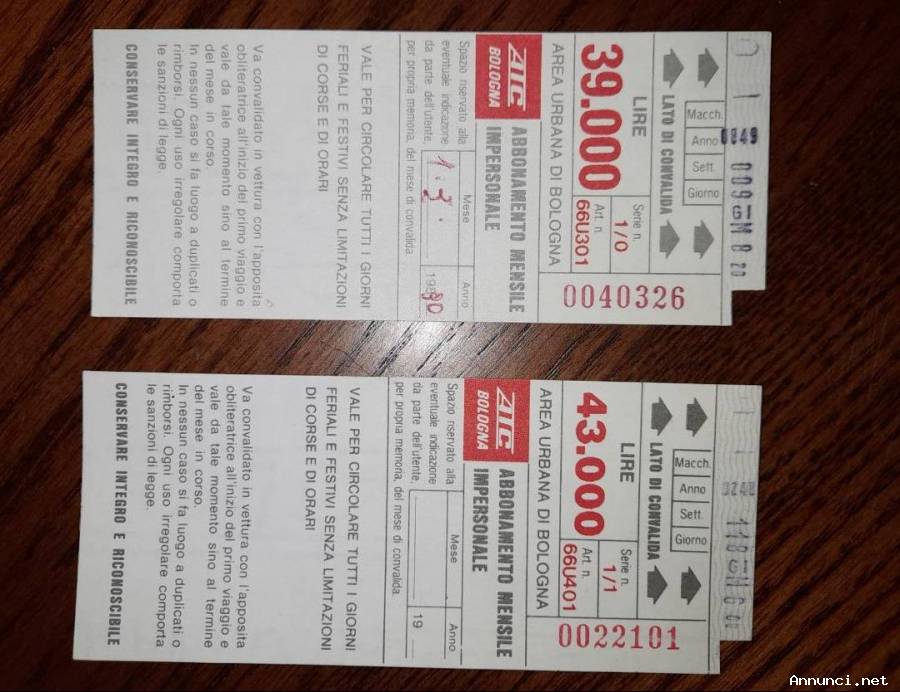 Macch.
Anno
Sett.
Giorno
LATO DI CONVALIDA
LIRE
39.000
Serie n.
1/0
Art. n.
66U301
AREA URBANA DI BOLOGNA
0040326
ATC
BOLOGNA
ABBONAMENTO MENSILE
IMPERSONALE
Spazio riservato alla
eventuale indicazione
da parte dell'utente,
per propria memoria, del mese di convalida.
Mese
Anno
VALE PER CIRCOLARE TUTTI I GIORNI
FERIALI E FESTIVI SENZA LIMITAZIONI
DI CORSE E DI ORARI
Va convalidato in vettura con l'apposita
obliteratrice all'inizio del primo viaggio e
vale da tale momento sino al termine
del mese in corso.
In nessun caso si fa luogo a duplicati o
rimborsi. Ogni uso irregolare comporta
le sanzioni di legge.
CONSERVARE INTEGRO E RICONOSCIBILE
Macch.
Anno
Sett.
Giorno
LATO DI CONVALIDA
LIRE
43.000
Serie n.
1/1
Art. n.
66U401
AREA URBANA DI BOLOGNA
0022101
ATC
BOLOGNA
ABBONAMENTO MENSILE
IMPERSONALE
Spazio riservato alla
eventuale indicazione
da parte dell'utente,
per propria memoria, del mese di convalida.
Mese
Anno
19
VALE PER CIRCOLARE TUTTI I GIORNI
FERIALI E FESTIVI SENZA LIMITAZIONI
DI CORSE E DI ORARI
Va convalidato in vettura con l'apposita
obliteratrice all'inizio del primo viaggio e
vale da tale momento sino al termine
del mese in corso.
In nessun caso si fa luogo a duplicati o
rimborsi. Ogni uso irregolare comporta
le sanzioni di legge.
CONSERVARE INTEGRO E RICONOSCIBILE
Annunci.net